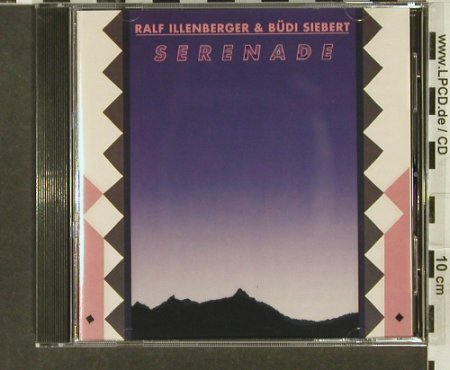 RALF ILLENBERGER & BÜDI SIEBERT
SERENADE
www.LPCD.de / CD
10 cm